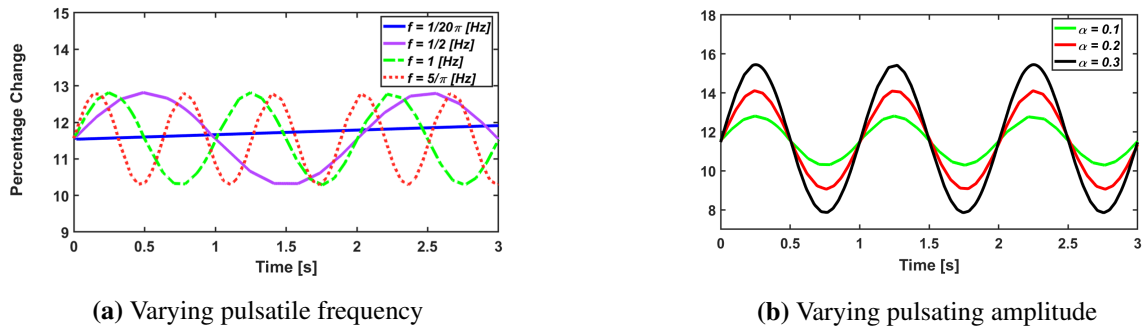 15
14
13
12
11
10
9
Percentage Change
f = 1/20π [Hz]
f = 1/2 [Hz]
f = 1 [Hz]
f = 5/π [Hz]
0 0.5 1 1.5 2 2.5 3
Time [s]
(a) Varying pulsatile frequency
18
16
14
12
10
8
α = 0.1
α = 0.2
α = 0.3
0 0.5 1 1.5 2 2.5 3
Time [s]
(b) Varying pulsating amplitude